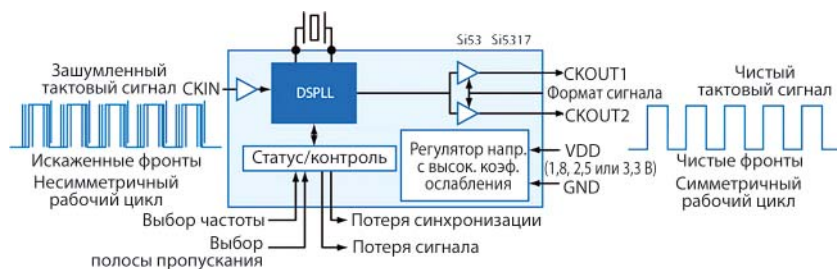 Si53 Si5317
Зашумленный
тактовый сигнал
CKIN
DSPLL
CKOUT1
Формат сигнала
CKOUT2
Чистый
тактовый сигнал
Искаженные фронты
Несимметричный
рабочий цикл
Статус/контроль
Регулятор напр.
с высок. коэф.
ослабления
VDD
(1,8, 2,5 или 3,3 В)
GND
Чистые фронты
Симметричный
рабочий цикл
Выбор частоты
Выбор
полосы пропускания
Потеря синхронизации
Потеря сигнала